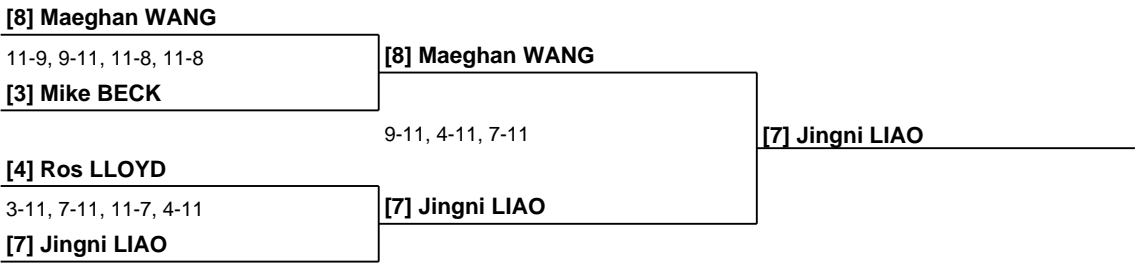 [8] Maeghan WANG
11-9, 9-11, 11-8, 11-8
[8] Maeghan WANG
[3] Mike BECK
9-11, 4-11, 7-11
[7] Jingni LIAO
[4] Ros LLOYD
3-11, 7-11, 11-7, 4-11
[7] Jingni LIAO
[7] Jingni LIAO